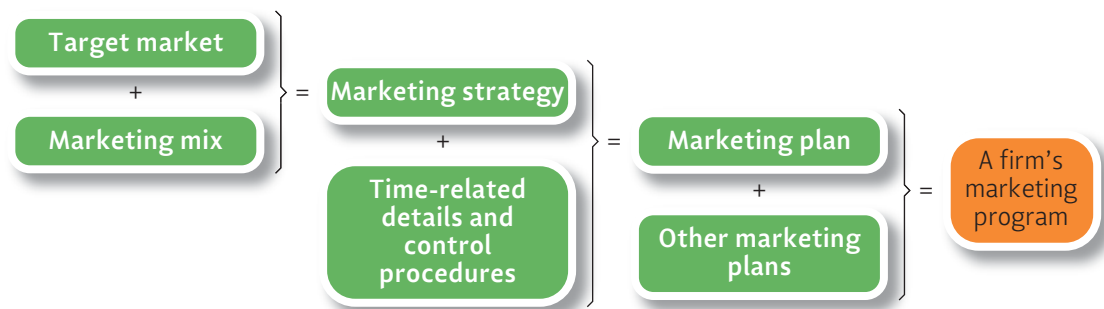 Target market
+
Marketing mix
=
Marketing strategy
+
Time-related
details and
control
procedures
=
Marketing plan
+
Other marketing
plans
=
A firm’s
marketing
program